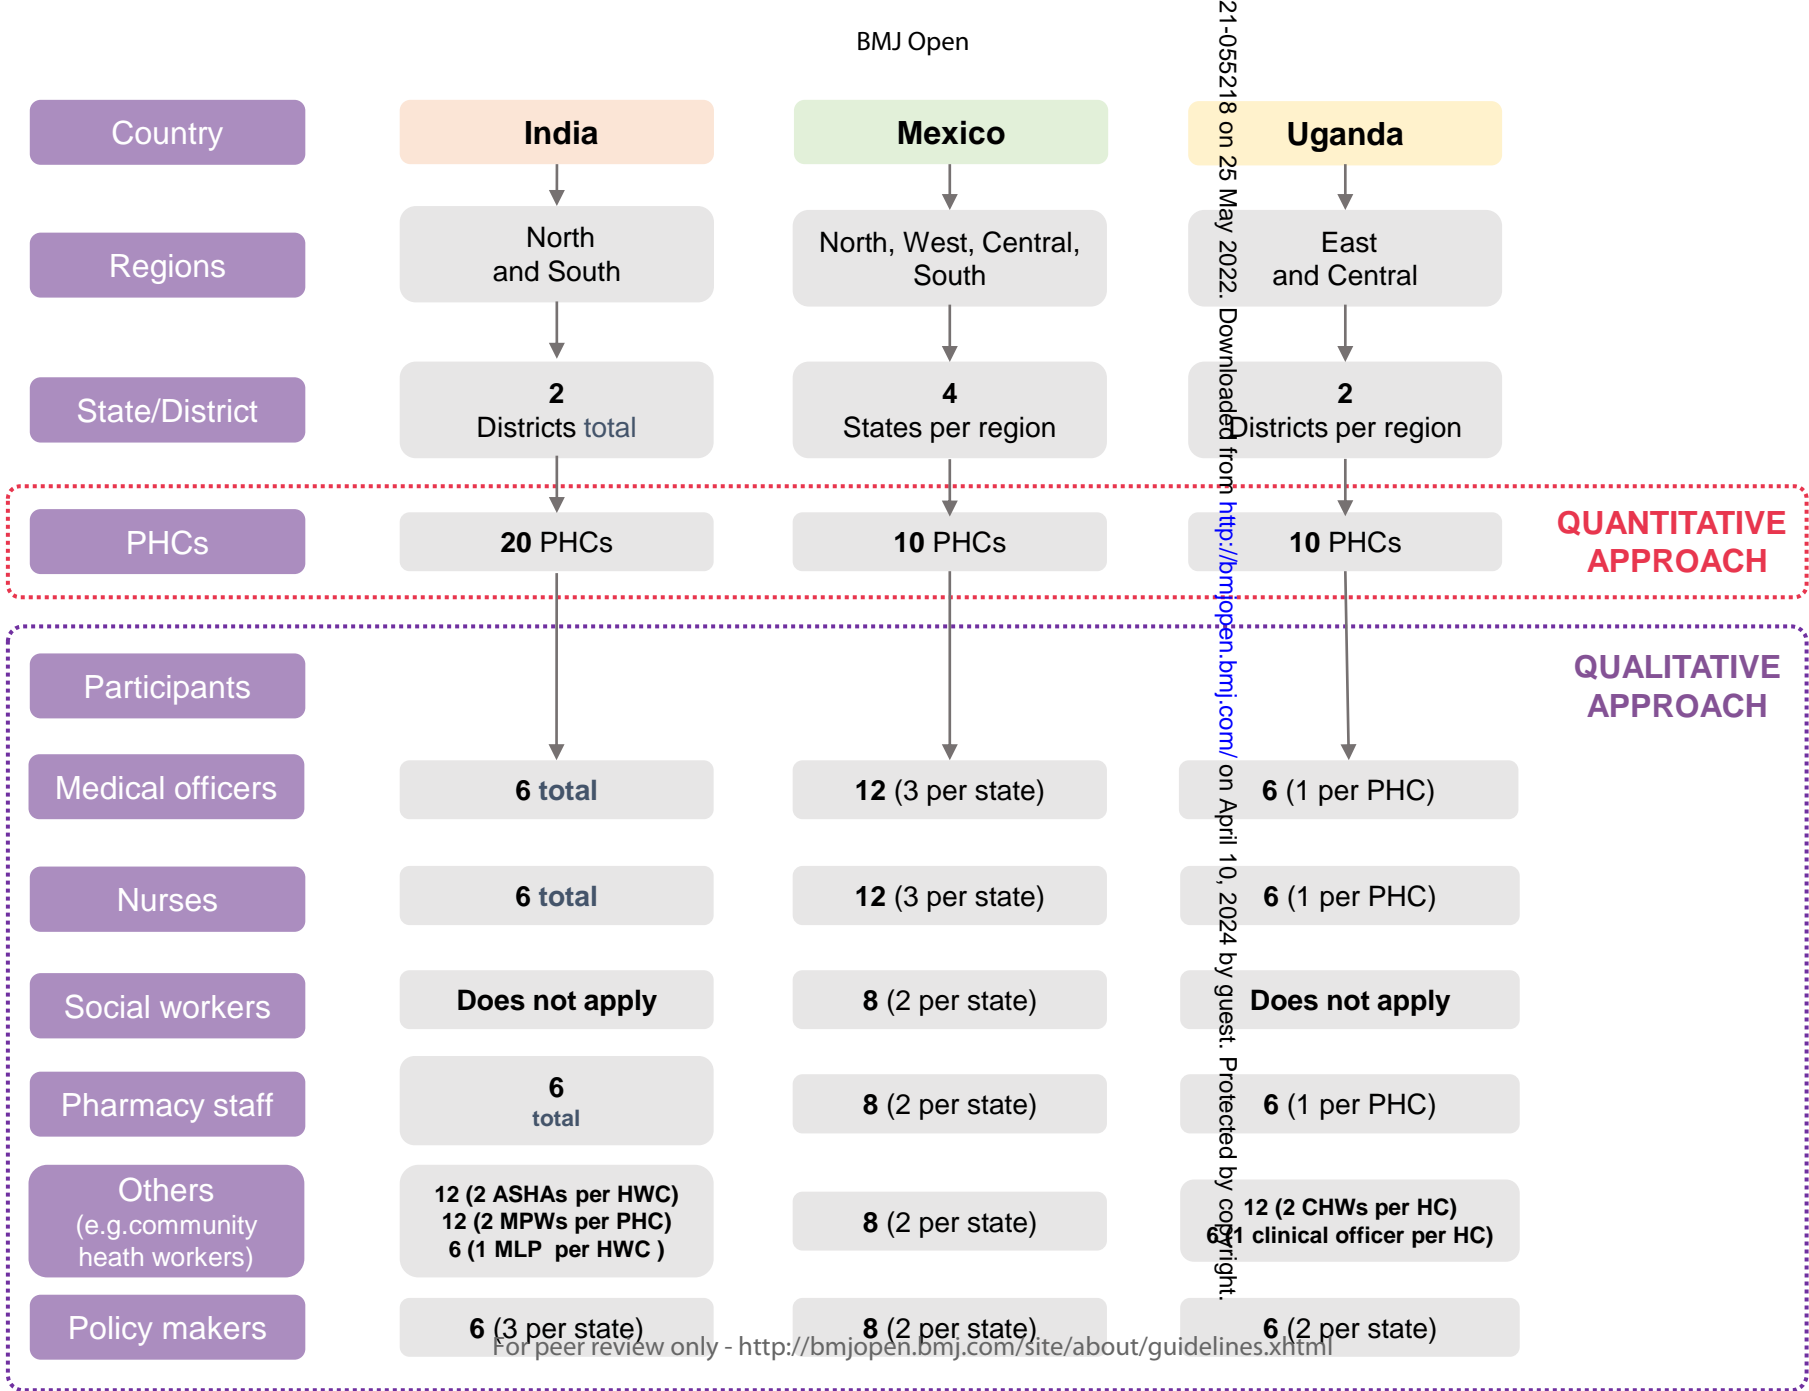 BMJ Open
Country
India
Mexico
Uganda
Regions
North
and South
North, West, Central,
South
East
and Central
State/District
2
Districts total
4
States per region
2
Districts per region
PHCs
20 PHCs
10 PHCs
10 PHCs
QUANTITATIVE
APPROACH
Participants
QUALITATIVE
APPROACH
Medical officers
6 total
12 (3 per state)
6 (1 per PHC)
Nurses
6 total
12 (3 per state)
6 (1 per PHC)
Social workers
Does not apply
8 (2 per state)
Does not apply
Pharmacy staff
6
total
8 (2 per state)
6 (1 per PHC)
Others
(e.g.community
heath workers)
12 (2 ASHAs per HWC)
12 (2 MPWs per PHC)
6 (1 MLP per HWC )
8 (2 per state)
12 (2 CHWs per HC)
6 (1 clinical officer per HC)
Policy makers
6 (3 per state)
8 (2 per state)
6 (2 per state)
For peer review only - http://bmjopen.bmj.com/site/about/guidelines.xhtml
21-055218 on 25 May 2022. Downloaded from http://bmjopen.bmj.com/ on April 10, 2024 by guest. Protected by copyright.